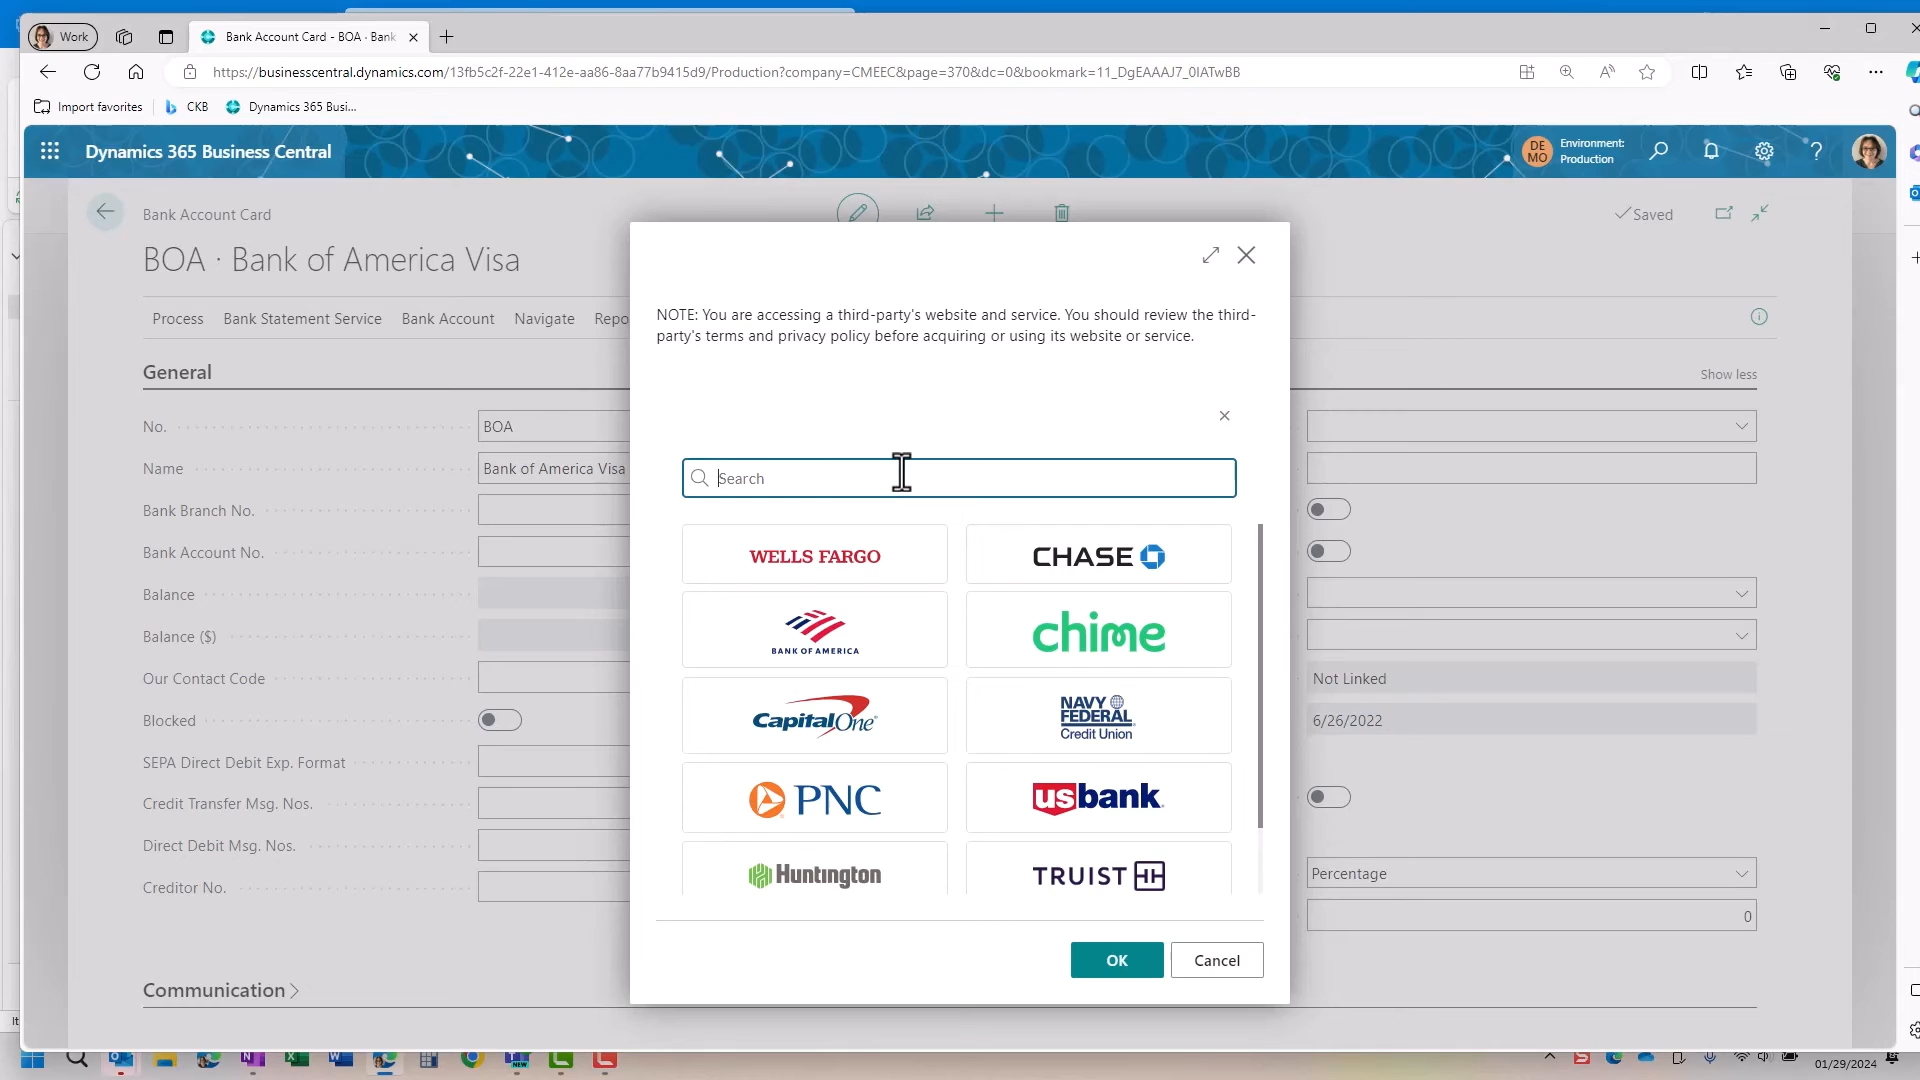 Work
Bank Account Card - BOA · Bank
https://businesscentral.dynamics.com/13fb5c2f-22e1-412e-aa86-8aa77b9415d9/Production?company=CMEEC&page=370&dc=0&bookmark=11_DgEAAAJ7_0IATwBB
Import favorites
CKB
Dynamics 365 Busi...
Dynamics 365 Business Central
DE
MO
Environment:
Production
Bank Account Card
Saved
BOA · Bank of America Visa
Process
Bank Statement Service
Bank Account
Navigate
Repo
General
Show less
No.
BOA
Name
Bank of America Visa
Bank Branch No.
Bank Account No.
Balance
Balance ($)
Our Contact Code
Not Linked
Blocked
6/26/2022
SEPA Direct Debit Exp. Format
Credit Transfer Msg. Nos.
Direct Debit Msg. Nos.
Percentage
Creditor No.
0
Communication
NOTE: You are accessing a third-party's website and service. You should review the third-
party's terms and privacy policy before acquiring or using its website or service.
Search
WELLS FARGO
CHASE
BANK OF AMERICA
chime
Capital One
NAVY
FEDERAL
Credit Union
PNC
usbank
Huntington
TRUIST
OK
Cancel
It
NEW
01/29/2024